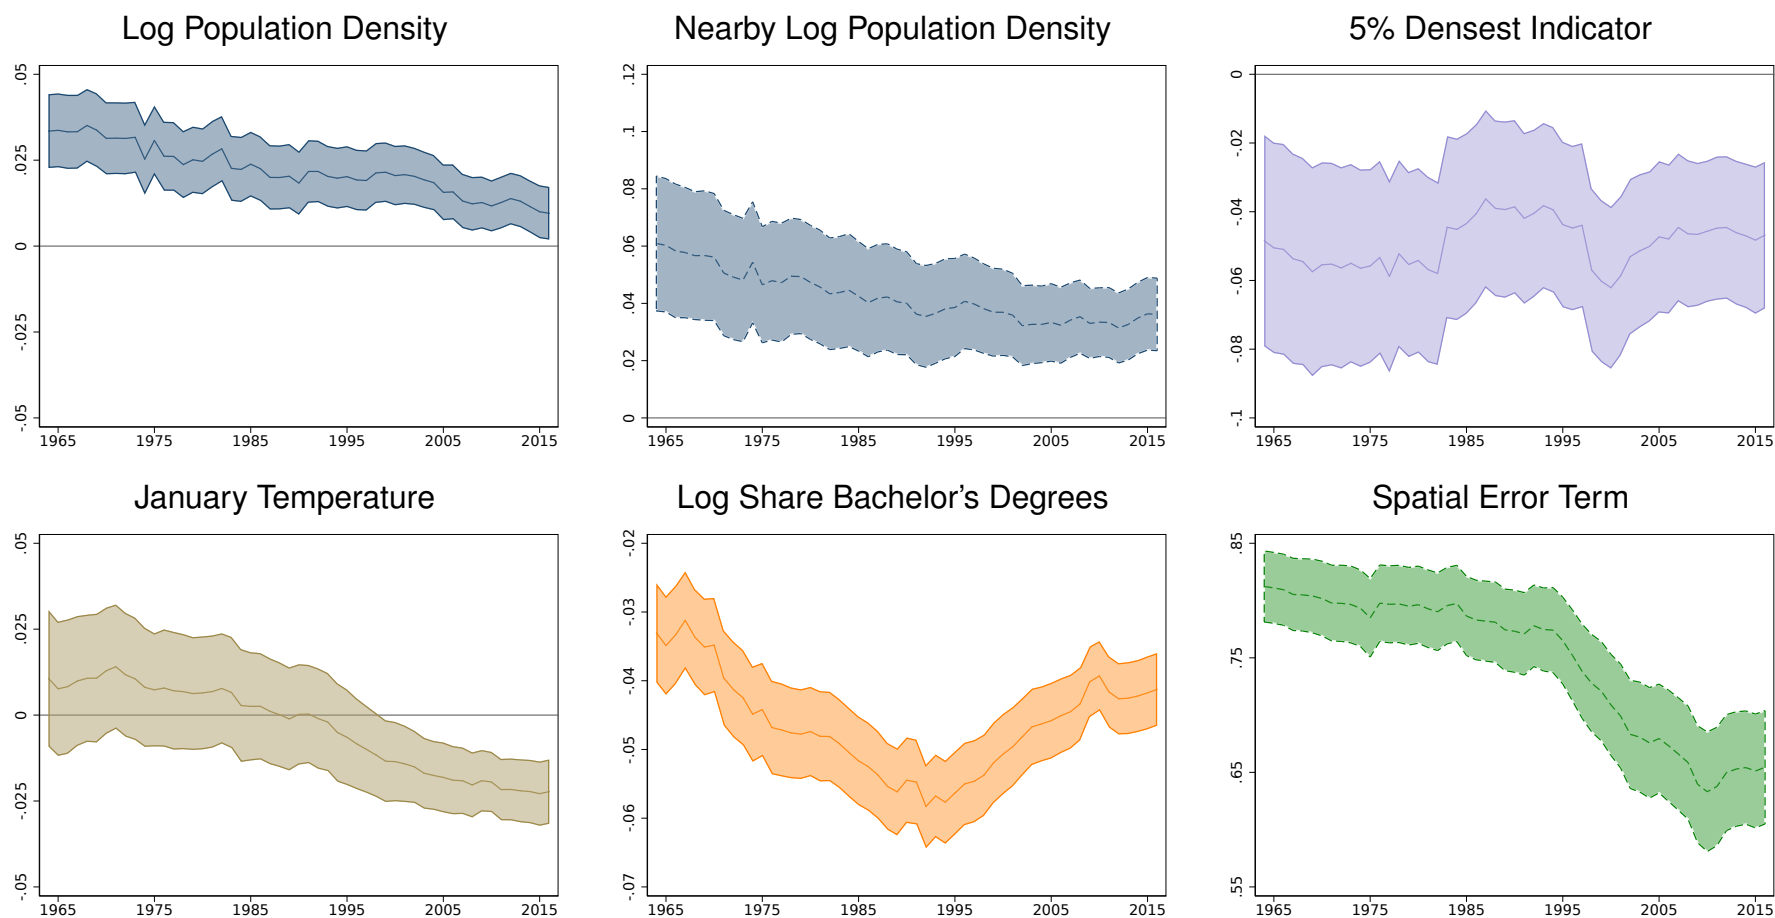 Log Population Density
Nearby Log Population Density
5% Densest Indicator
.05
.025
0
-.025
-.05
1965 1975 1985 1995 2005 2015
.12
.1
.08
.06
.04
.02
0
1965 1975 1985 1995 2005 2015
0
-.02
-.04
-.06
-.08
-.1
1965 1975 1985 1995 2005 2015
January Temperature
Log Share Bachelor's Degrees
Spatial Error Term
.05
.025
0
-.025
-.05
1965 1975 1985 1995 2005 2015
-.02
-.03
-.04
-.05
-.06
-.07
1965 1975 1985 1995 2005 2015
.85
.75
.65
.55
1965 1975 1985 1995 2005 2015